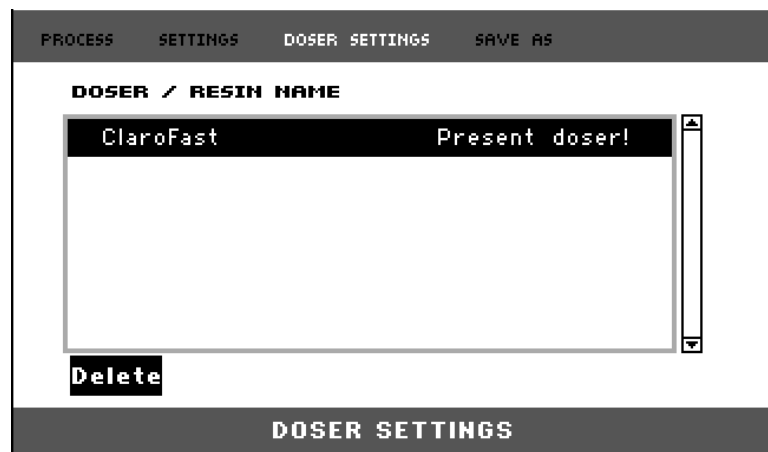 PROCESS SETTINGS DOSER SETTINGS SAVE AS
DOSER / RESIN NAME
ClaroFast Present doser!
Delete
DOSER SETTINGS